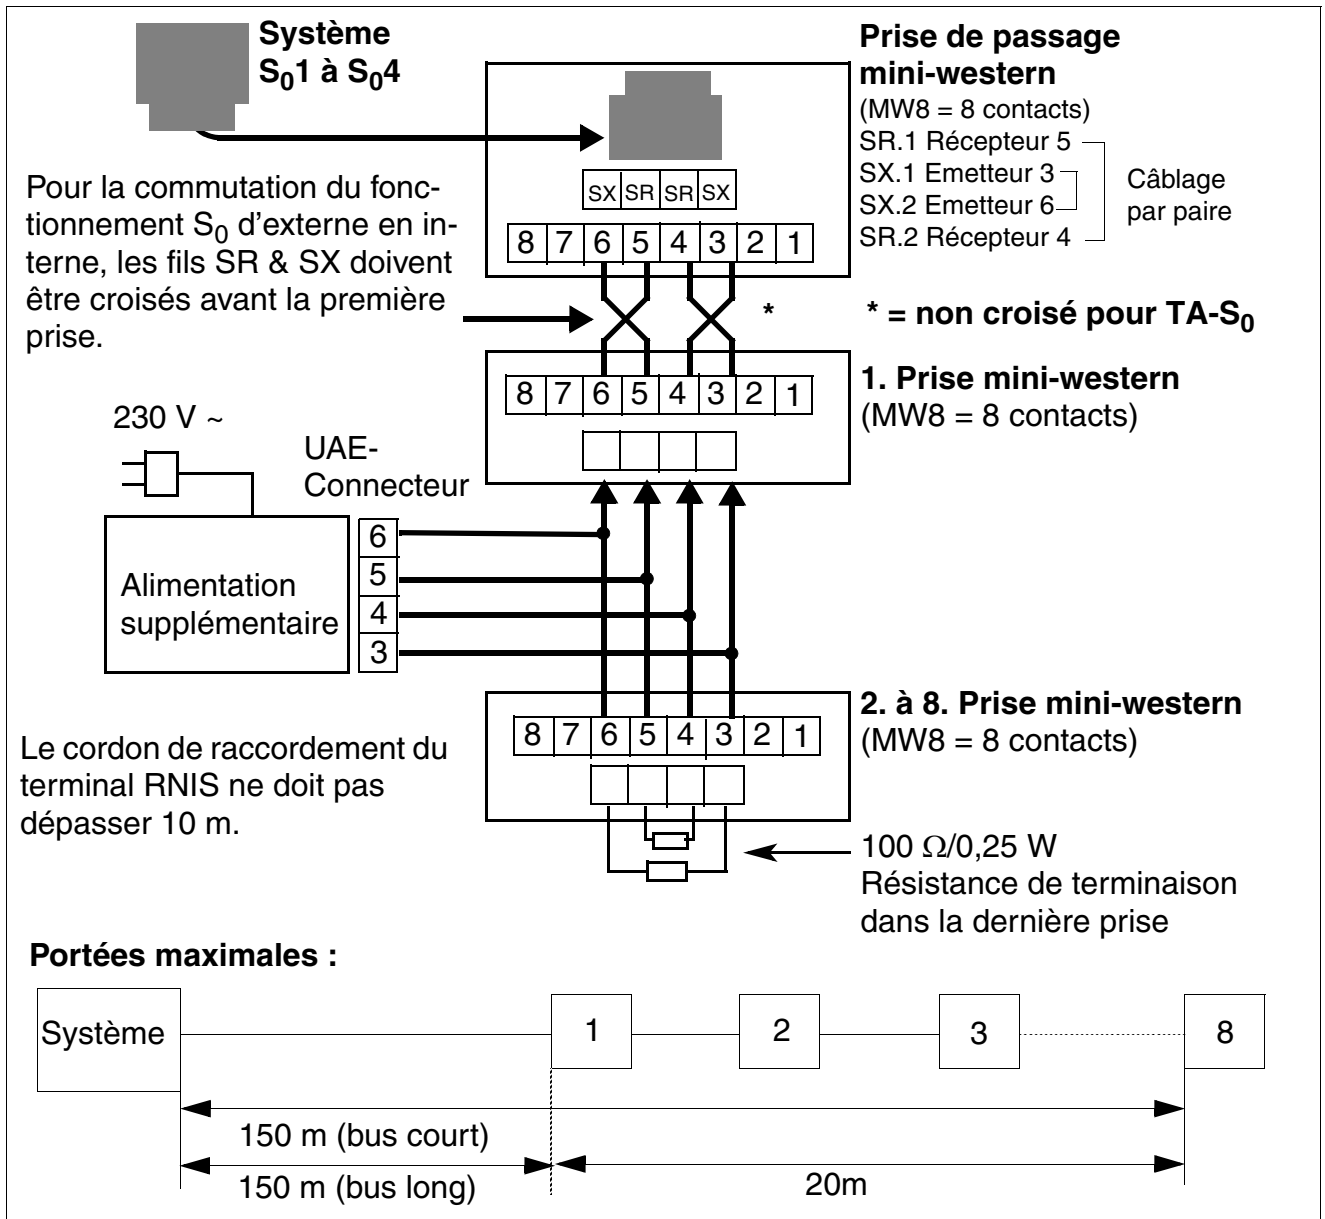 Système
S01 à S04
Prise de passage
mini-western
(MW8 = 8 contacts)
SR.1 Récepteur 5
SX.1 Emetteur 3
SX.2 Emetteur 6
SR.2 Récepteur 4
Câblage
par paire
SX SR SR SX
8 7 6 5 4 3 2 1
Pour la commutation du fonc-
tionnement S0 d'externe en in-
terne, les fils SR & SX doivent
être croisés avant la première
prise.
*
* = non croisé pour TA-S0
8 7 6 5 4 3 2 1
1. Prise mini-western
(MW8 = 8 contacts)
230 V ~
UAE-
Connecteur
Alimentation
supplémentaire
6
5
4
3
8 7 6 5 4 3 2 1
2. à 8. Prise mini-western
(MW8 = 8 contacts)
Le cordon de raccordement du
terminal RNIS ne doit pas
dépasser 10 m.
100 Ω/0,25 W
Résistance de terminaison
dans la dernière prise
Portées maximales :
Système
1
2
3
8
150 m (bus court)
150 m (bus long)
20m